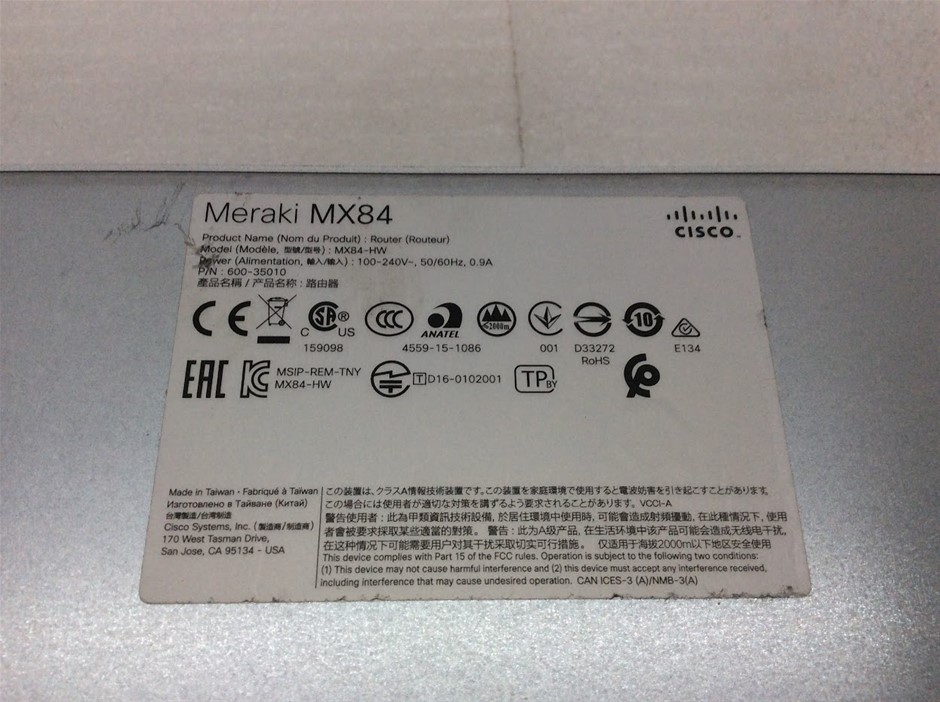 Meraki MX84
CISCO
Product Name (Nom du Produit) : Router (Routeur)
Model (Modèle, 型號/型号) : MX84-HW
Power (Alimentation, 輸入/输入) : 100-240V~, 50/60Hz, 0.9A
P/N : 600-35010
產品名稱 / 产品名称 : 路由器
CE
SA
C US
CCC
ANATEL
≤2000m
10
159098
4559-15-1086
001
D33272
RoHS
E134
EAC
KC
MSIP-REM-TNY
MX84-HW
T D16-0102001
TP BY
Made in Taiwan · Fabriqué à Taïwan
Изготовлено в Тайване (Китай)
台灣製造/台湾制造
Cisco Systems, Inc. (製造商/制造商)
170 West Tasman Drive,
San Jose, CA 95134 - USA
この装置は、クラスA情報技術装置です。この装置を家庭環境で使用すると電波妨害を引き起こすことがあります。
この場合には使用者が適切な対策を講ずるよう要求されることがあります。VCCI-A
警告使用者：此為甲類資訊技術設備，於居住環境中使用時，可能會造成射頻擾動，在此種情況下，使用
者會被要求採取某些適當的對策。 警告：此为A级产品，在生活环境中该产品可能会造成无线电干扰，
在这种情况下可能需要用户对其干扰采取切实可行措施。 仅适用于海拔2000m以下地区安全使用
This device complies with Part 15 of the FCC rules. Operation is subject to the following two conditions:
(1) This device may not cause harmful interference and (2) this device must accept any interference received,
including interference that may cause undesired operation. CAN ICES-3 (A)/NMB-3(A)